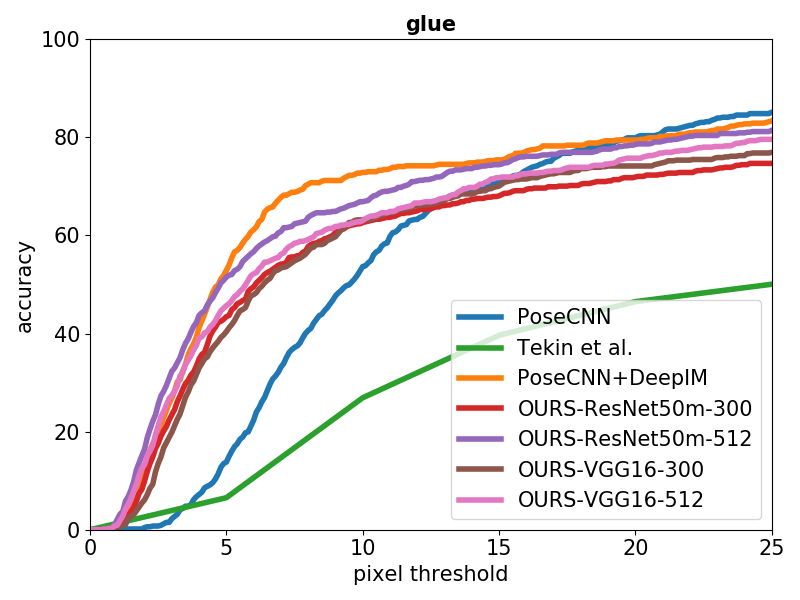 glue
100
80
60
40
20
0
accuracy
PoseCNN
Tekin et al.
PoseCNN+DeepIM
OURS-ResNet50m-300
OURS-ResNet50m-512
OURS-VGG16-300
OURS-VGG16-512
0 5 10 15 20 25
pixel threshold